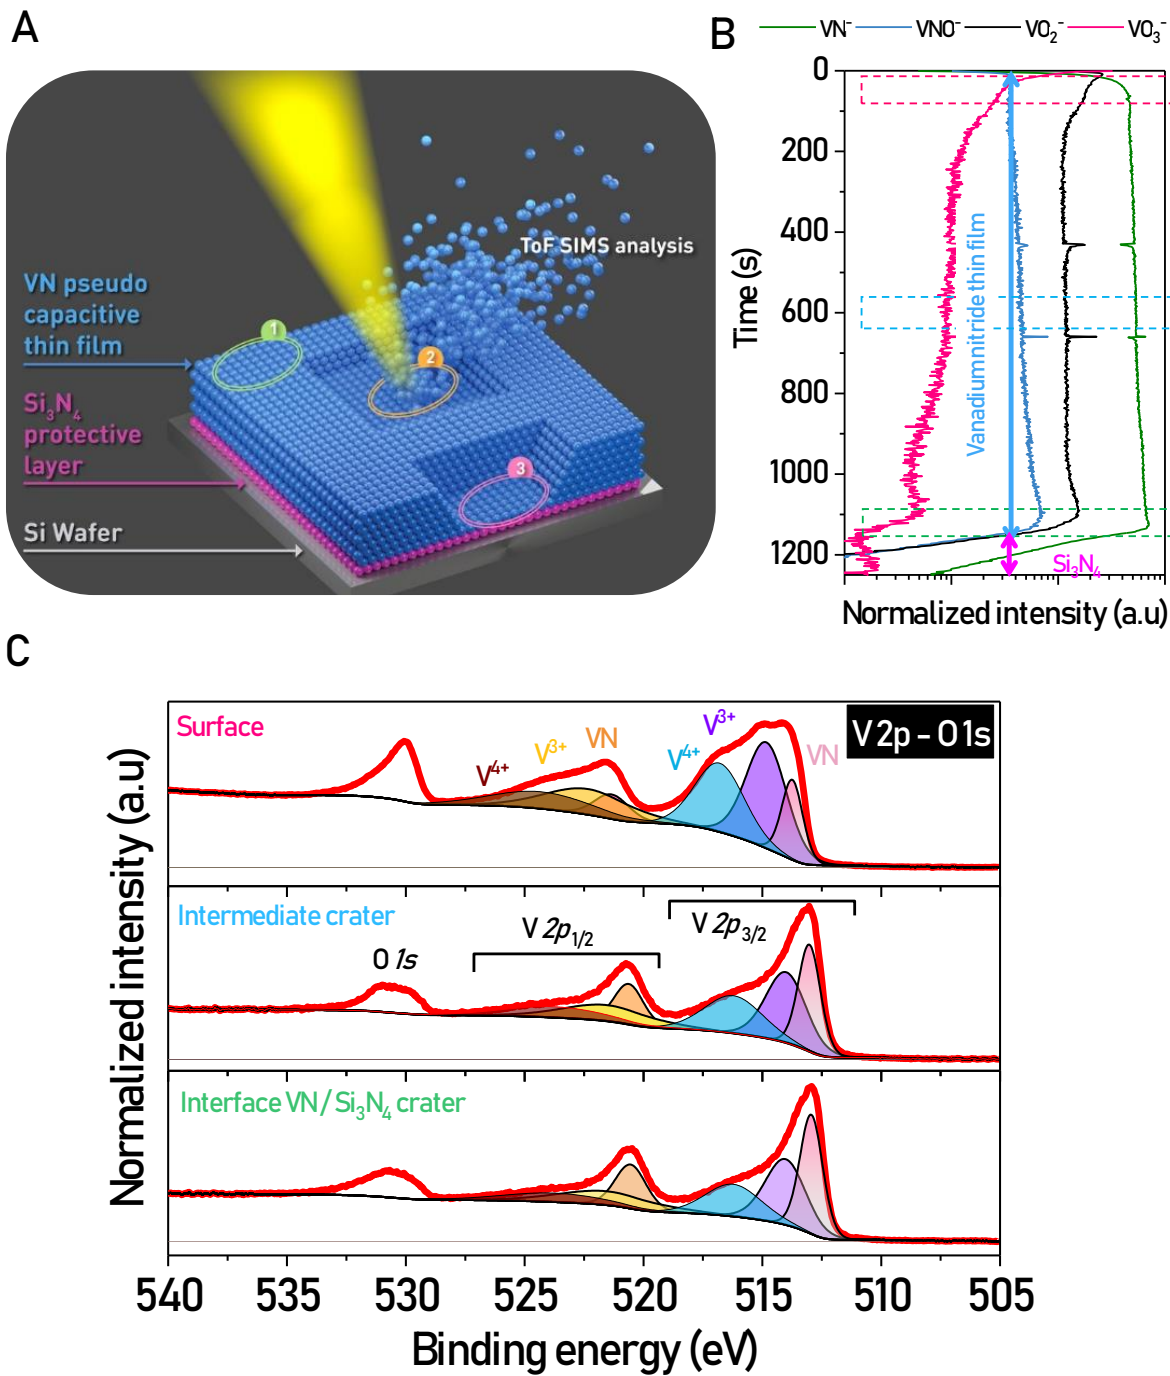 A
VN pseudo
capacitive
thin film
Si₃N₄
protective
layer
Si Wafer
ToF SIMS analysis
1
2
3
B
VN⁻ VNO⁻ VO₂⁻ VO₃⁻
0
200
400
600
800
1000
1200
Time (s)
Vanadium nitride thin film
Si₃N₄
Normalized intensity (a.u)
C
Surface
V⁴⁺ V³⁺ VN V⁴⁺ V³⁺ VN
V 2p - O 1s
Intermediate crater
O 1s V 2p₁/₂ V 2p₃/₂
Interface VN / Si₃N₄ crater
Normalized intensity (a.u)
540 535 530 525 520 515 510 505
Binding energy (eV)